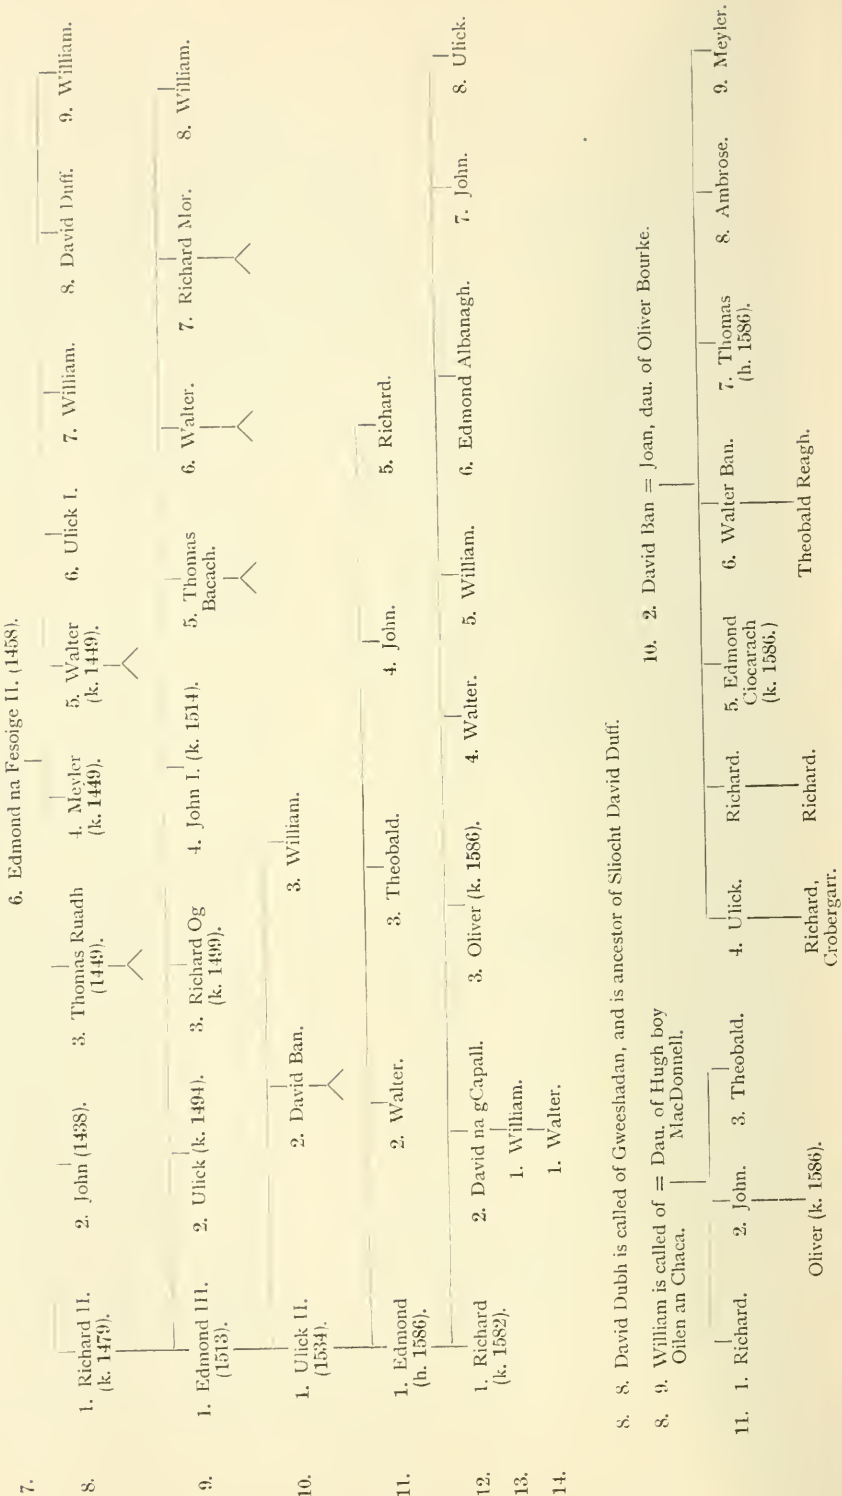 6. Edmond na Fesoige II. (1458).
7.
8.
1. Richard II.
(k. 1479).
2. John (1438).
3. Thomas Ruadh
(1449).
4. Meyler
(k. 1449).
5. Walter
(k. 1449).
6. Ulick I.
7. William.
8. David Duff.
9. William.
9.
1. Edmond III.
(1513).
2. Ulick (k. 1494).
3. Richard Og
(k. 1499).
4. John I. (k. 1514).
5. Thomas
Bacach.
6. Walter.
7. Richard Mor.
8. William.
10.
1. Ulick II.
(1534).
2. David Ban.
3. William.
11.
1. Edmond
(h. 1586).
2. Walter.
3. Theobald.
4. John.
5. Richard.
12.
1. Richard
(k. 1582).
2. David na gCapall.
3. Oliver (k. 1586).
4. Walter.
5. William.
6. Edmond Albanagh.
7. John.
8. Ulick.
13.
1. William.
14.
1. Walter.
8. 8. David Dubh is called of Gweeshadan, and is ancestor of Sliocht David Duff.
8. 9. William is called of = Dau. of Hugh boy
Oilen an Chaca. MacDonnell.
11. 1. Richard. 2. John. 3. Theobald.
Oliver (k. 1586).
10. 2. David Ban = Joan, dau. of Oliver Bourke.
4. Ulick.
Richard.
5. Edmond
Ciocarach
(k. 1586.)
6. Walter Ban.
7. Thomas
(h. 1586).
8. Ambrose.
9. Meyler.
Richard,
Crobergarr.
Richard.
Theobald Reagh.